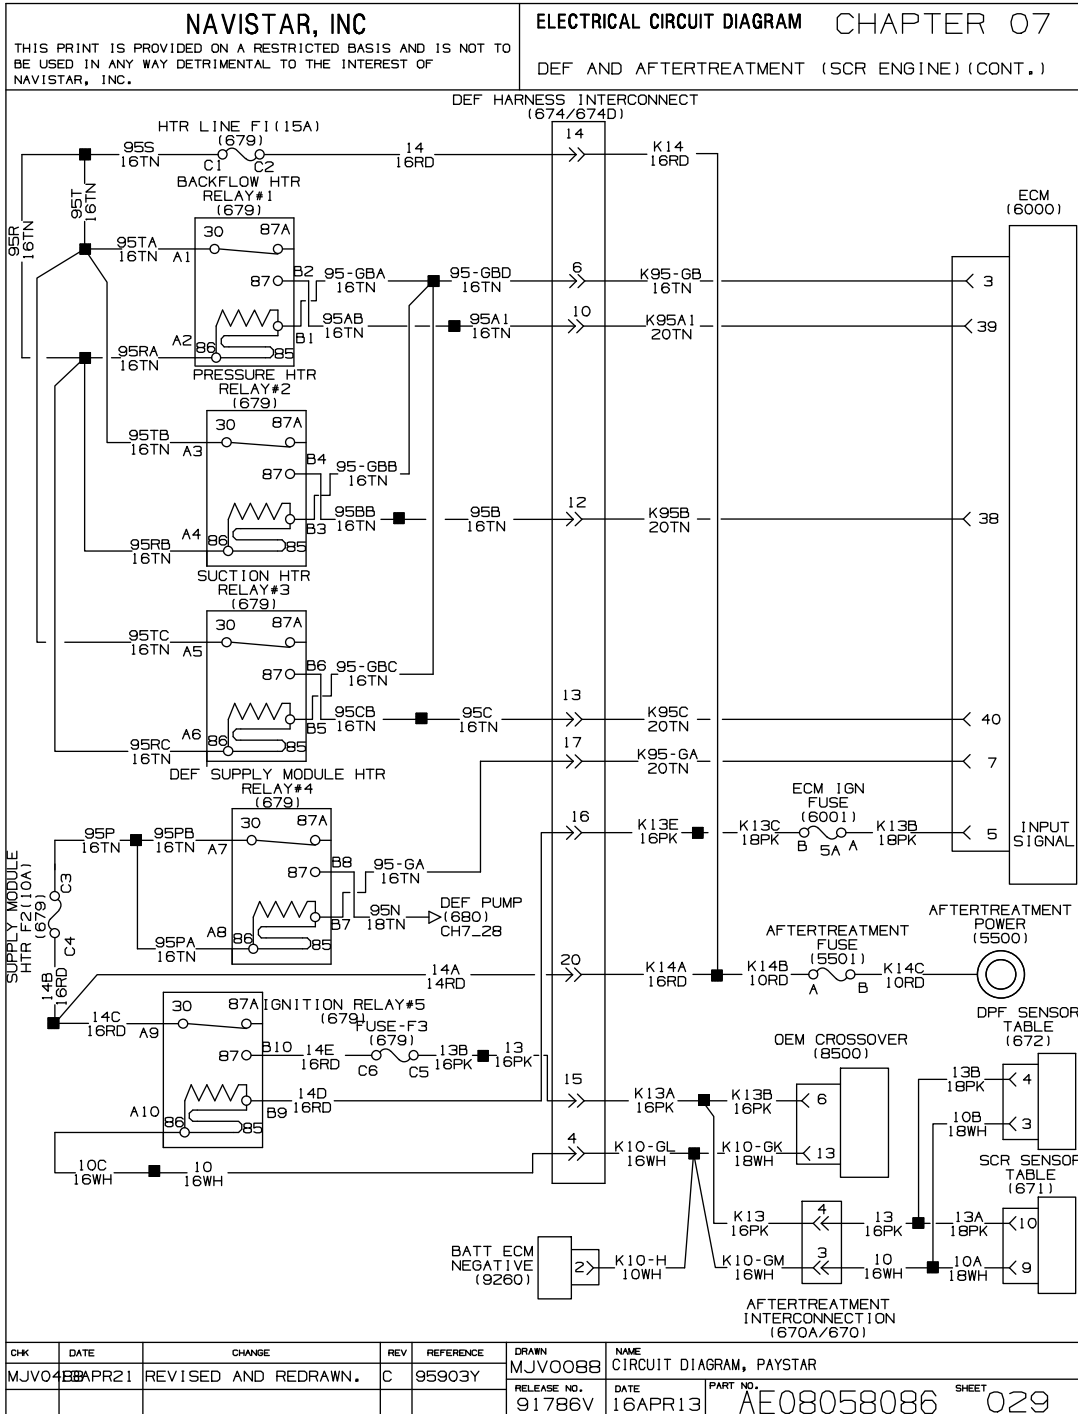 NAVISTAR, INC
THIS PRINT IS PROVIDED ON A RESTRICTED BASIS AND IS NOT TO
BE USED IN ANY WAY DETRIMENTAL TO THE INTEREST OF
NAVISTAR, INC.
ELECTRICAL CIRCUIT DIAGRAM CHAPTER 07
DEF AND AFTERTREATMENT (SCR ENGINE)(CONT.)
DEF HARNESS INTERCONNECT
(674/674D)
HTR LINE F1(15A)
(679)
95S
16TN
C1 C2
14
16RD
14
K14
16RD
95R
16TN
95T
16TN
BACKFLOW HTR
RELAY#1
(679)
ECM
(6000)
95TA
16TN
A1
30 87A
87
B2
95-GBA
16TN
95-GBD
16TN
6
K95-GB
16TN
3
95AB
16TN
95A1
16TN
10
K95A1
20TN
39
95RA
16TN
A2
86
85
B1
PRESSURE HTR
RELAY#2
(679)
95TB
16TN
A3
30 87A
87
B4
95-GBB
16TN
95BB
16TN
95B
16TN
12
K95B
20TN
38
95RB
16TN
A4
86
85
B3
SUCTION HTR
RELAY#3
(679)
95TC
16TN
A5
30 87A
87
B6
95-GBC
16TN
95CB
16TN
95C
16TN
13
K95C
20TN
40
95RC
16TN
A6
86
85
B5
17
K95-GA
20TN
7
DEF SUPPLY MODULE HTR
RELAY#4
(679)
ECM IGN
FUSE
(6001)
95P
16TN
95PB
16TN
A7
30 87A
16
K13E
16PK
K13C
18PK
B 5A A
K13B
18PK
5
INPUT
SIGNAL
SUPPLY MODULE
HTR F2(10A)
(679)
C3
C4
87
B8
95-GA
16TN
95N
18TN
DEF PUMP
(680)
CH7_28
95PA
16TN
A8
86
85
B7
AFTERTREATMENT
POWER
(5500)
AFTERTREATMENT
FUSE
(5501)
14B
16RD
14A
14RD
20
K14A
16RD
K14B
10RD
A B
K14C
10RD
14C
16RD
A9
30 87A
IGNITION RELAY#5
(679)
FUSE-F3
(679)
87
B10
14E
16RD
C6 C5
13B
16PK
13
16PK
OEM CROSSOVER
(8500)
DPF SENSOR
TABLE
(672)
14D
16RD
15
K13A
16PK
K13B
16PK
6
13B
18PK
4
A10
86
85
B9
10B
18WH
3
10C
16WH
10
16WH
4
K10-GL
16WH
K10-GK
18WH
13
SCR SENSOR
TABLE
(671)
K13
16PK
4
13
16PK
13A
18PK
10
BATT ECM
NEGATIVE
(9260)
2
K10-H
10WH
K10-GM
16WH
3
10
16WH
10A
18WH
9
AFTERTREATMENT
INTERCONNECTION
(670A/670)
CHK DATE CHANGE REV REFERENCE
REVISED AND REDRAWN. C 95903Y
DRAWN
MJV0088
NAME
CIRCUIT DIAGRAM, PAYSTAR
RELEASE NO.
91786V
DATE
16APR13
PART NO.
AE08058086
SHEET
029